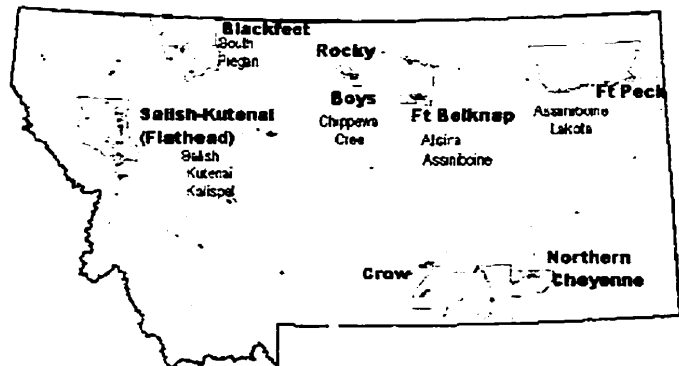 Blackfeet
South
Piegan
Rocky
Boys
Chippewa
Cree
Ft Belknap
Assiniboine
Ft Peck
Assiniboine
Lakota
Salish-Kutenai
(Flathead)
Salish
Kutenai
Kalispel
Crow
Northern
Cheyenne